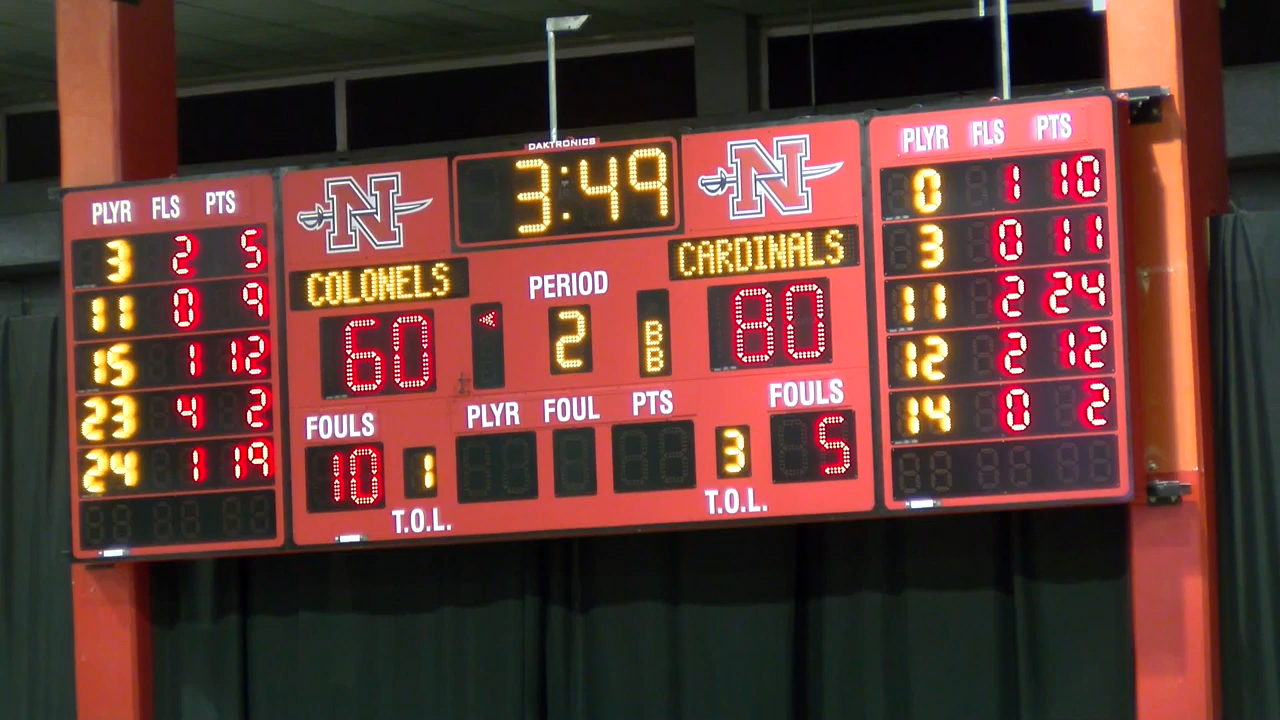 DAKTRONICS
3:49
N
N
COLONELS
CARDINALS
60
PERIOD
2
B
B
80
FOULS
10
1
T.O.L.
PLYR FOUL PTS
FOULS
3
5
T.O.L.
PLYR FLS PTS
3 2 5
11 0 9
15 1 12
23 4 2
24 1 19
PLYR FLS PTS
0 1 10
3 0 11
11 2 24
12 2 12
14 0 2